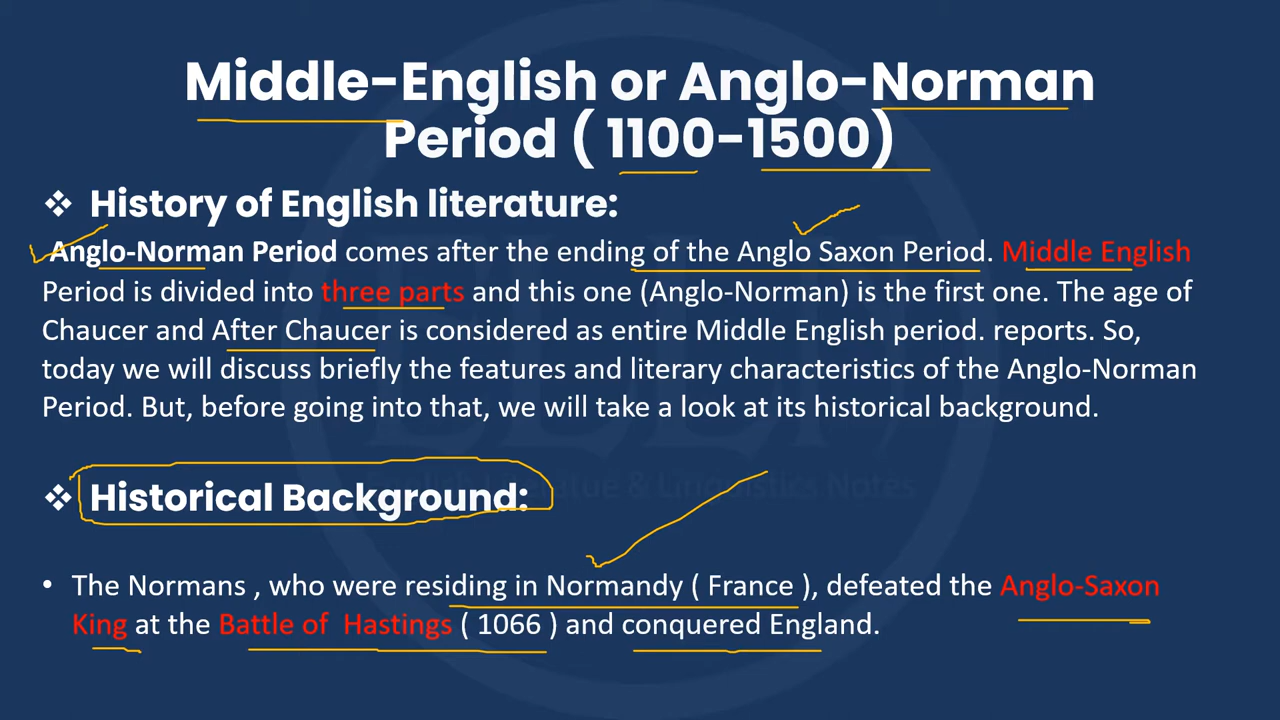 Middle-English or Anglo-Norman
Period ( 1100-1500)
❖ History of English literature:
Anglo-Norman Period comes after the ending of the Anglo Saxon Period. Middle English
Period is divided into three parts and this one (Anglo-Norman) is the first one. The age of
Chaucer and After Chaucer is considered as entire Middle English period. reports. So,
today we will discuss briefly the features and literary characteristics of the Anglo-Norman
Period. But, before going into that, we will take a look at its historical background.
❖ Historical Background:
English Literatue & Linguistics Notes
• The Normans , who were residing in Normandy ( France ), defeated the Anglo-Saxon
King at the Battle of Hastings ( 1066 ) and conquered England.